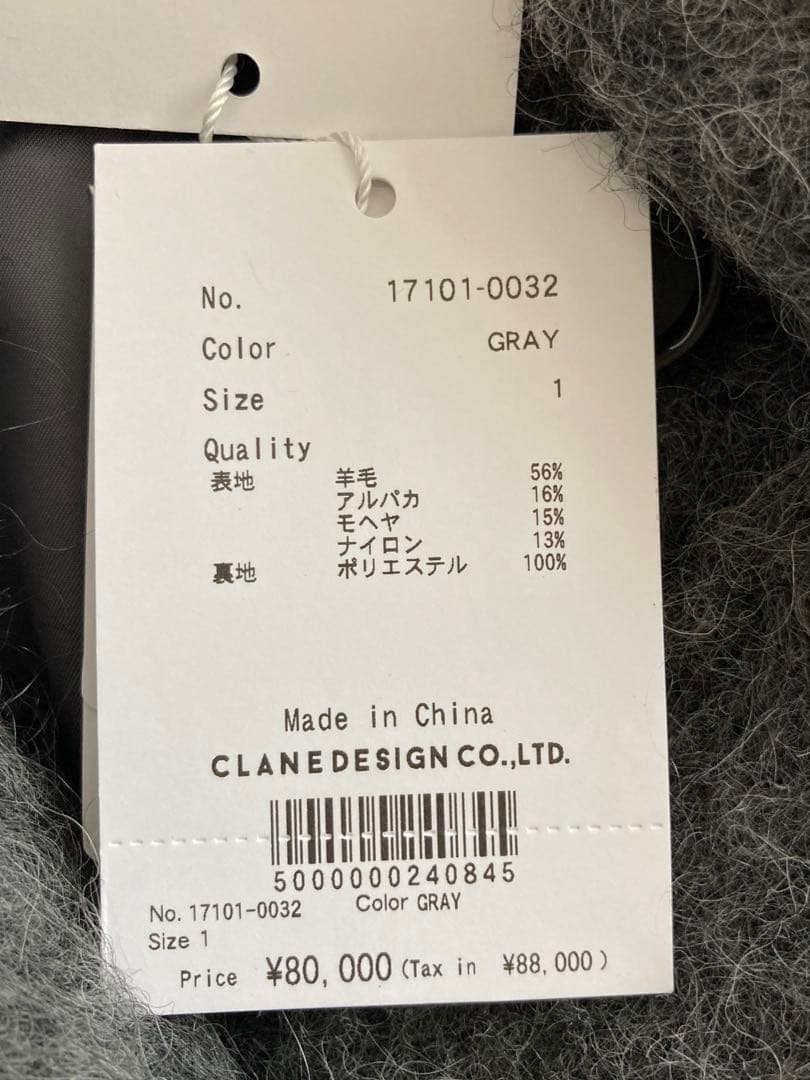 No. 17101-0032
Color GRAY
Size 1
Quality
表地 羊毛 56%
アルパカ 16%
モヘヤ 15%
ナイロン 13%
裏地 ポリエステル 100%
Made in China
CLANE DESIGN CO.,LTD.
5000000240845
No. 17101-0032 Color GRAY
Size 1
Price ¥80,000 (Tax in ¥88,000)